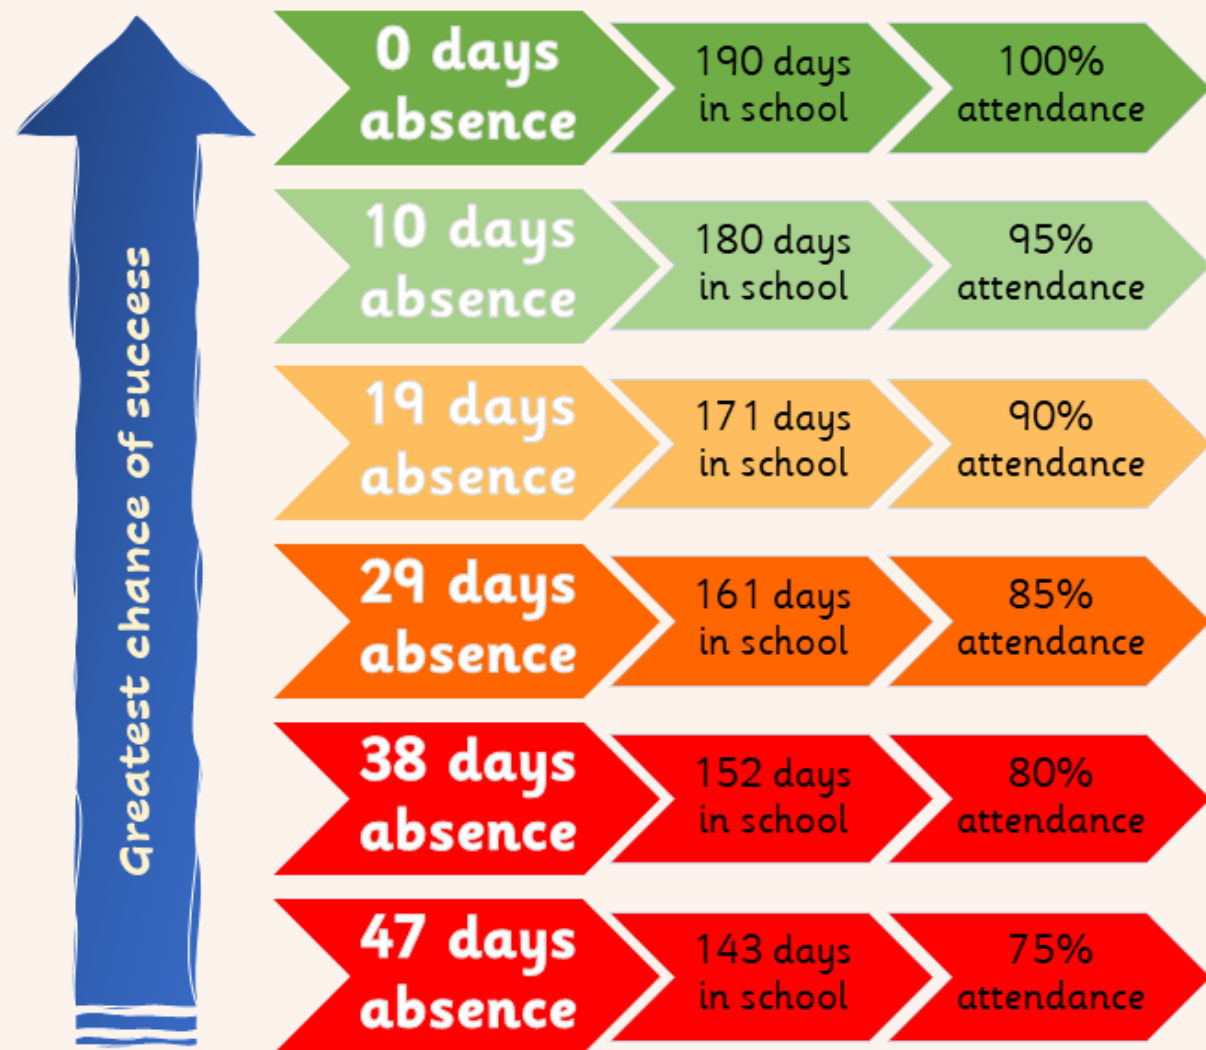 Greatest chance of success
0 days
absence
190 days
in school
100%
attendance
10 days
absence
180 days
in school
95%
attendance
19 days
absence
171 days
in school
90%
attendance
29 days
absence
161 days
in school
85%
attendance
38 days
absence
152 days
in school
80%
attendance
47 days
absence
143 days
in school
75%
attendance